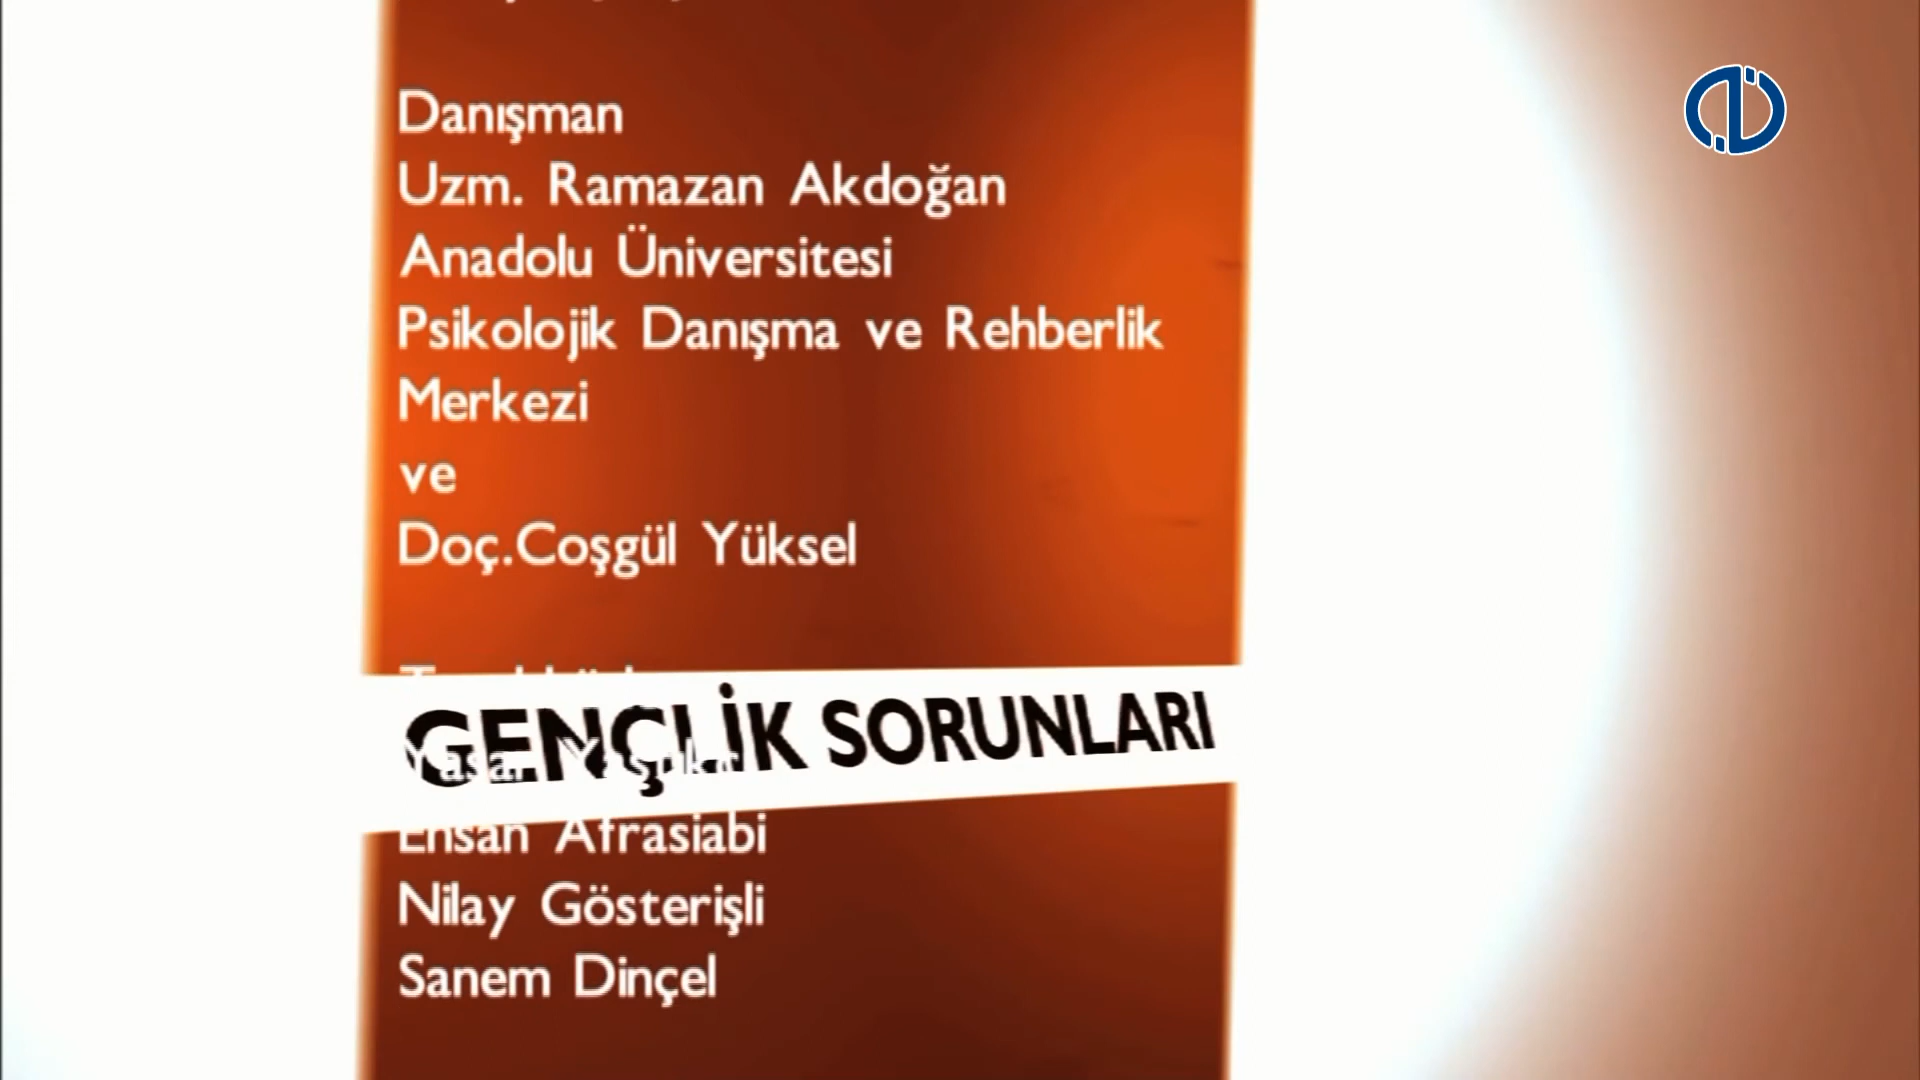 Danışman
Uzm. Ramazan Akdoğan
Anadolu Üniversitesi
Psikolojik Danışma ve Rehberlik
Merkezi
ve
Doç.Coşgül Yüksel
GENÇLİK SORUNLARI
Ehsan Afrasiabi
Nilay Gösterişli
Sanem Dinçel